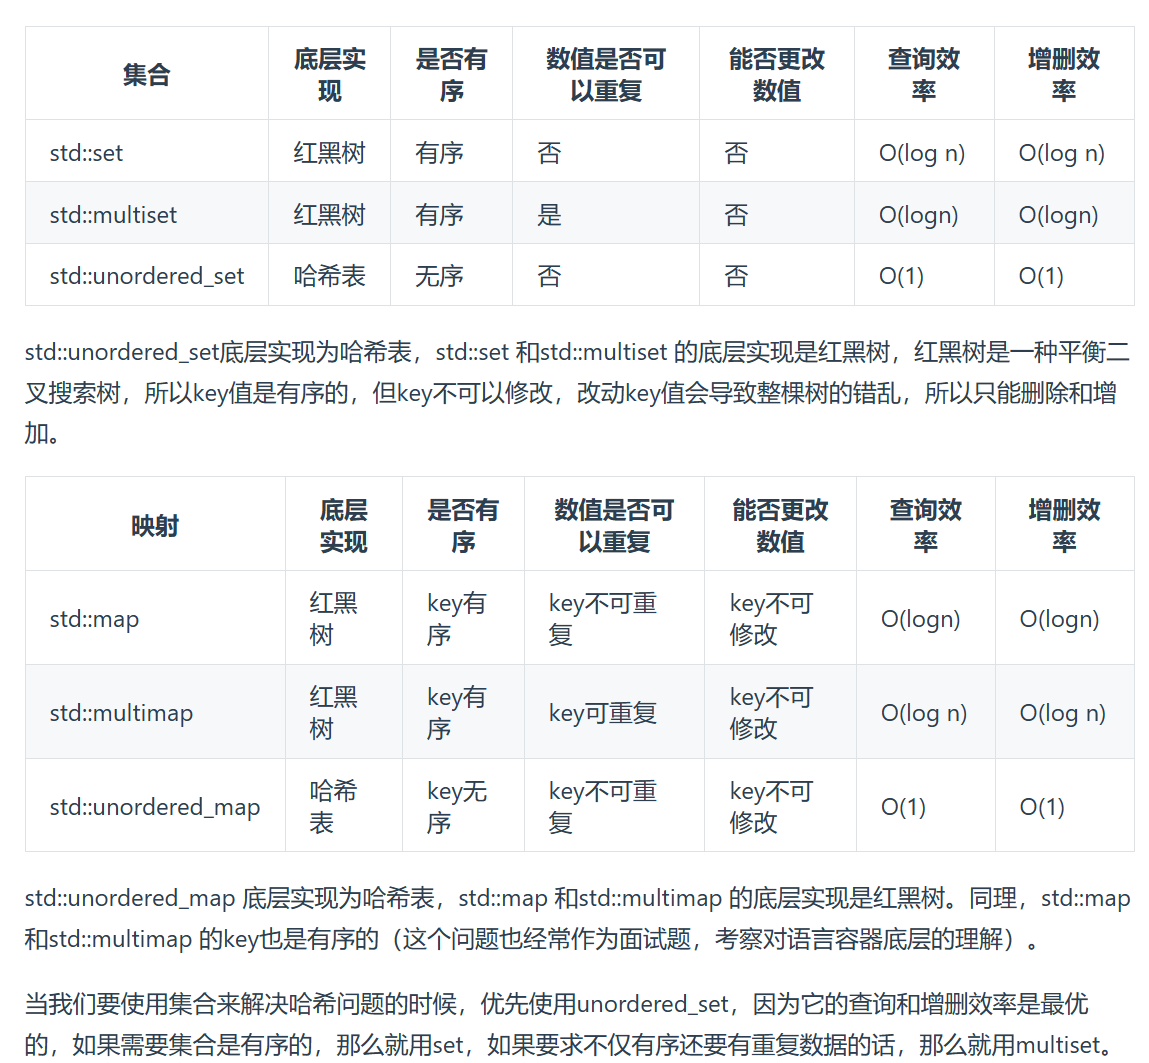 集合 底层实现 是否有序 数值是否可以重复 能否更改数值 查询效率 增删效率
std::set 红黑树 有序 否 否 O(log n) O(log n)
std::multiset 红黑树 有序 是 否 O(logn) O(logn)
std::unordered_set 哈希表 无序 否 否 O(1) O(1)
std::unordered_set底层实现为哈希表，std::set 和std::multiset 的底层实现是红黑树，红黑树是一种平衡二
叉搜索树，所以key值是有序的，但key不可以修改，改动key值会导致整棵树的错乱，所以只能删除和增
加。
映射 底层实现 是否有序 数值是否可以重复 能否更改数值 查询效率 增删效率
std::map 红黑树 key有序 key不可重复 key不可修改 O(logn) O(logn)
std::multimap 红黑树 key有序 key可重复 key不可修改 O(log n) O(log n)
std::unordered_map 哈希表 key无序 key不可重复 key不可修改 O(1) O(1)
std::unordered_map 底层实现为哈希表，std::map 和std::multimap 的底层实现是红黑树。同理，std::map
和std::multimap 的key也是有序的（这个问题也经常作为面试题，考察对语言容器底层的理解）。
当我们要使用集合来解决哈希问题的时候，优先使用unordered_set，因为它的查询和增删效率是最优
的，如果需要集合是有序的，那么就用set，如果要求不仅有序还要有重复数据的话，那么就用multiset。